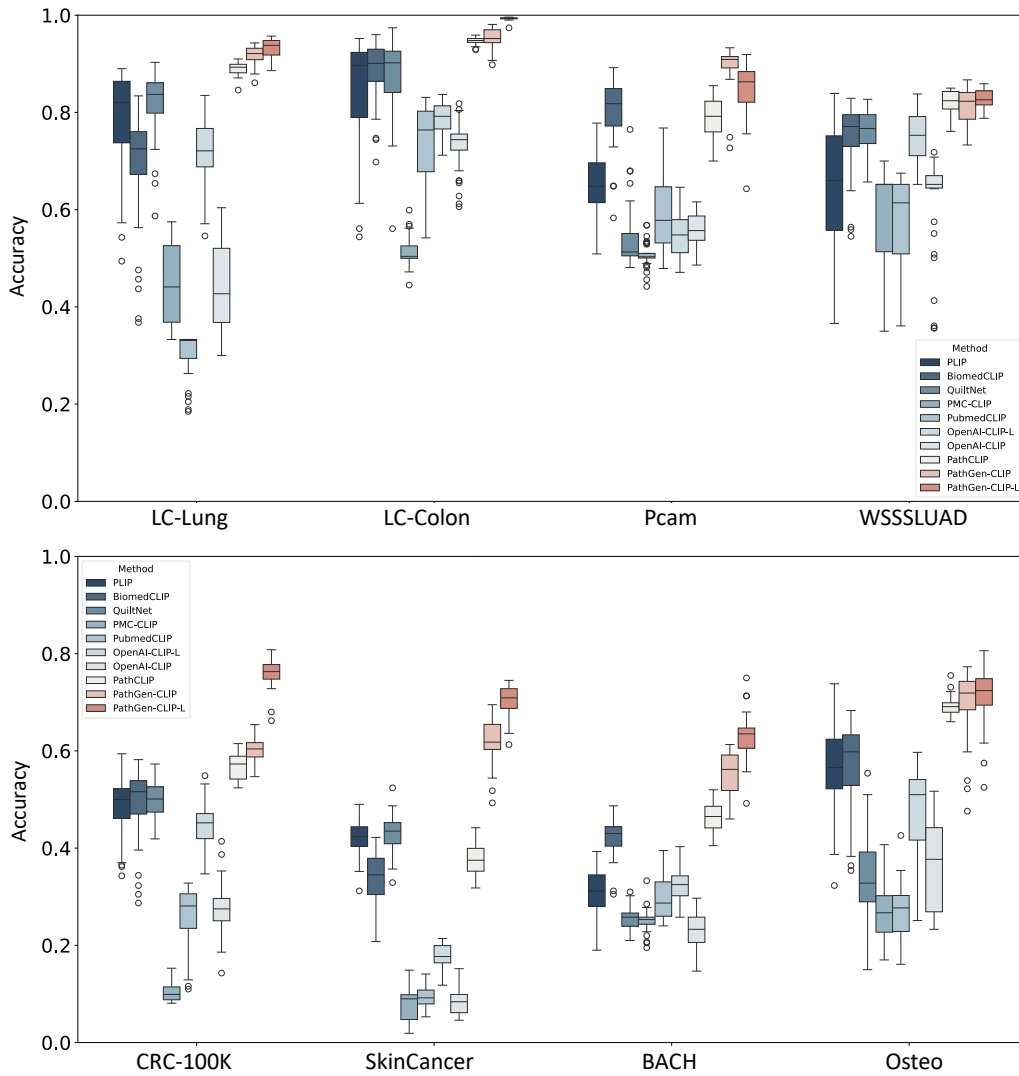 1.0
0.8
0.6
0.4
0.2
0.0
Accuracy
Method
PLIP
BiomedCLIP
QuiltNet
PMC-CLIP
PubmedCLIP
OpenAI-CLIP-L
OpenAI-CLIP
PathCLIP
PathGen-CLIP
PathGen-CLIP-L
LC-Lung LC-Colon Pcam WSSSLUAD
1.0
0.8
0.6
0.4
0.2
0.0
Accuracy
Method
PLIP
BiomedCLIP
QuiltNet
PMC-CLIP
PubmedCLIP
OpenAI-CLIP-L
OpenAI-CLIP
PathCLIP
PathGen-CLIP
PathGen-CLIP-L
CRC-100K SkinCancer BACH Osteo